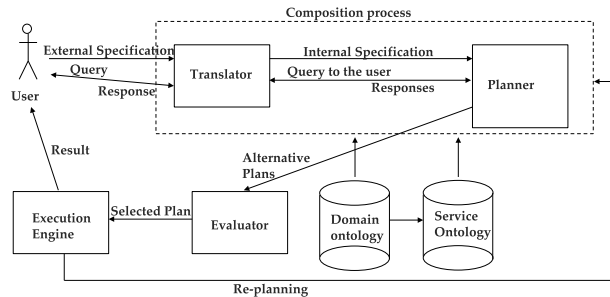 Composition process
External Specification
Internal Specification
Translator
Query
Query to the user
Response
Responses
Planner
User
Result
Alternative
Plans
Execution
Engine
Selected Plan
Evaluator
Domain
ontology
Service
Ontology
Re-planning